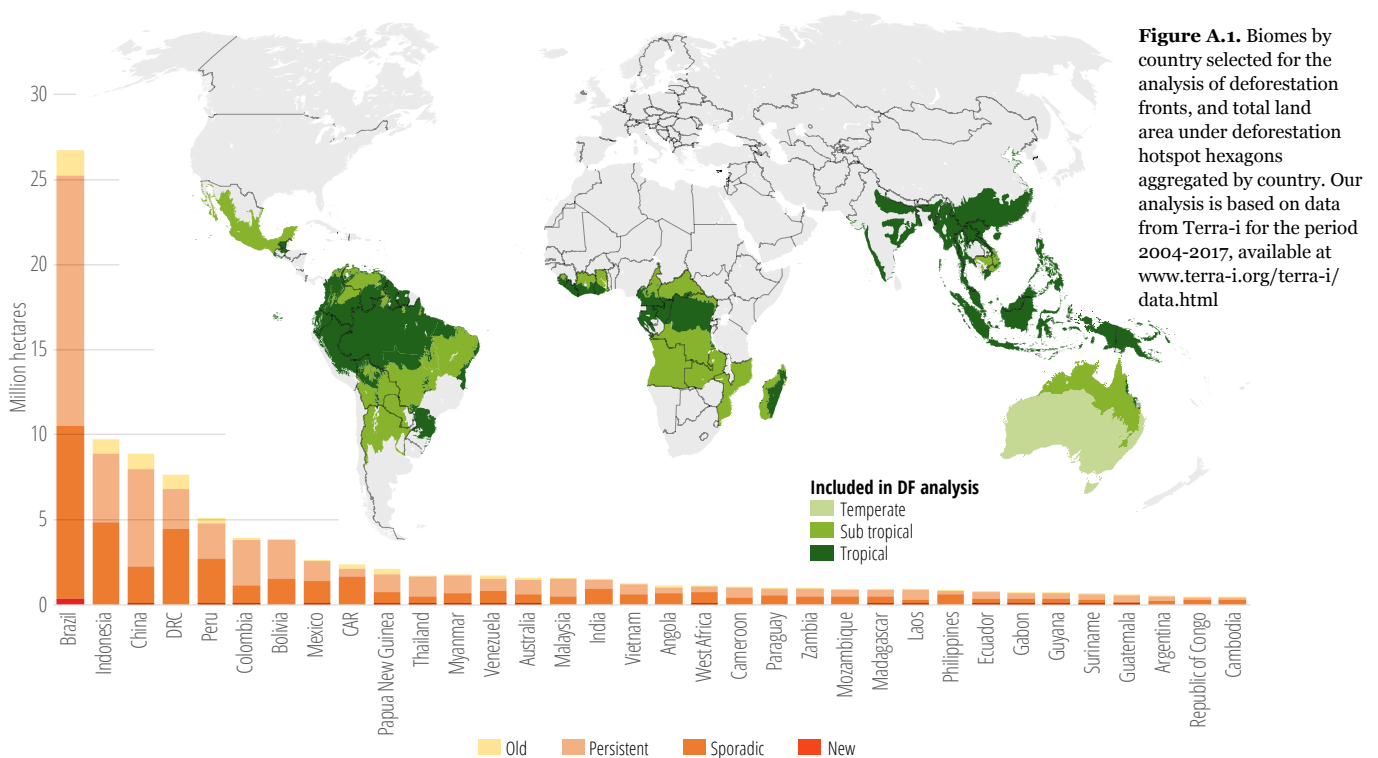 Figure A.1. Biomes by
country selected for the
analysis of deforestation
fronts, and total land
area under deforestation
hotspot hexagons
aggregated by country. Our
analysis is based on data
from Terra-i for the period
2004-2017, available at
www.terra-i.org/terra-i/
data.html
Million hectares
30
25
20
15
10
5
0
Included in DF analysis
Temperate
Sub tropical
Tropical
Brazil
Indonesia
China
DRC
Peru
Colombia
Bolivia
Mexico
CAR
Papua New Guinea
Thailand
Myanmar
Venezuela
Australia
Malaysia
India
Vietnam
Angola
West Africa
Cameroon
Paraguay
Zambia
Mozambique
Madagascar
Laos
Philippines
Ecuador
Gabon
Guyana
Suriname
Guatemala
Argentina
Republic of Congo
Cambodia
Old
Persistent
Sporadic
New